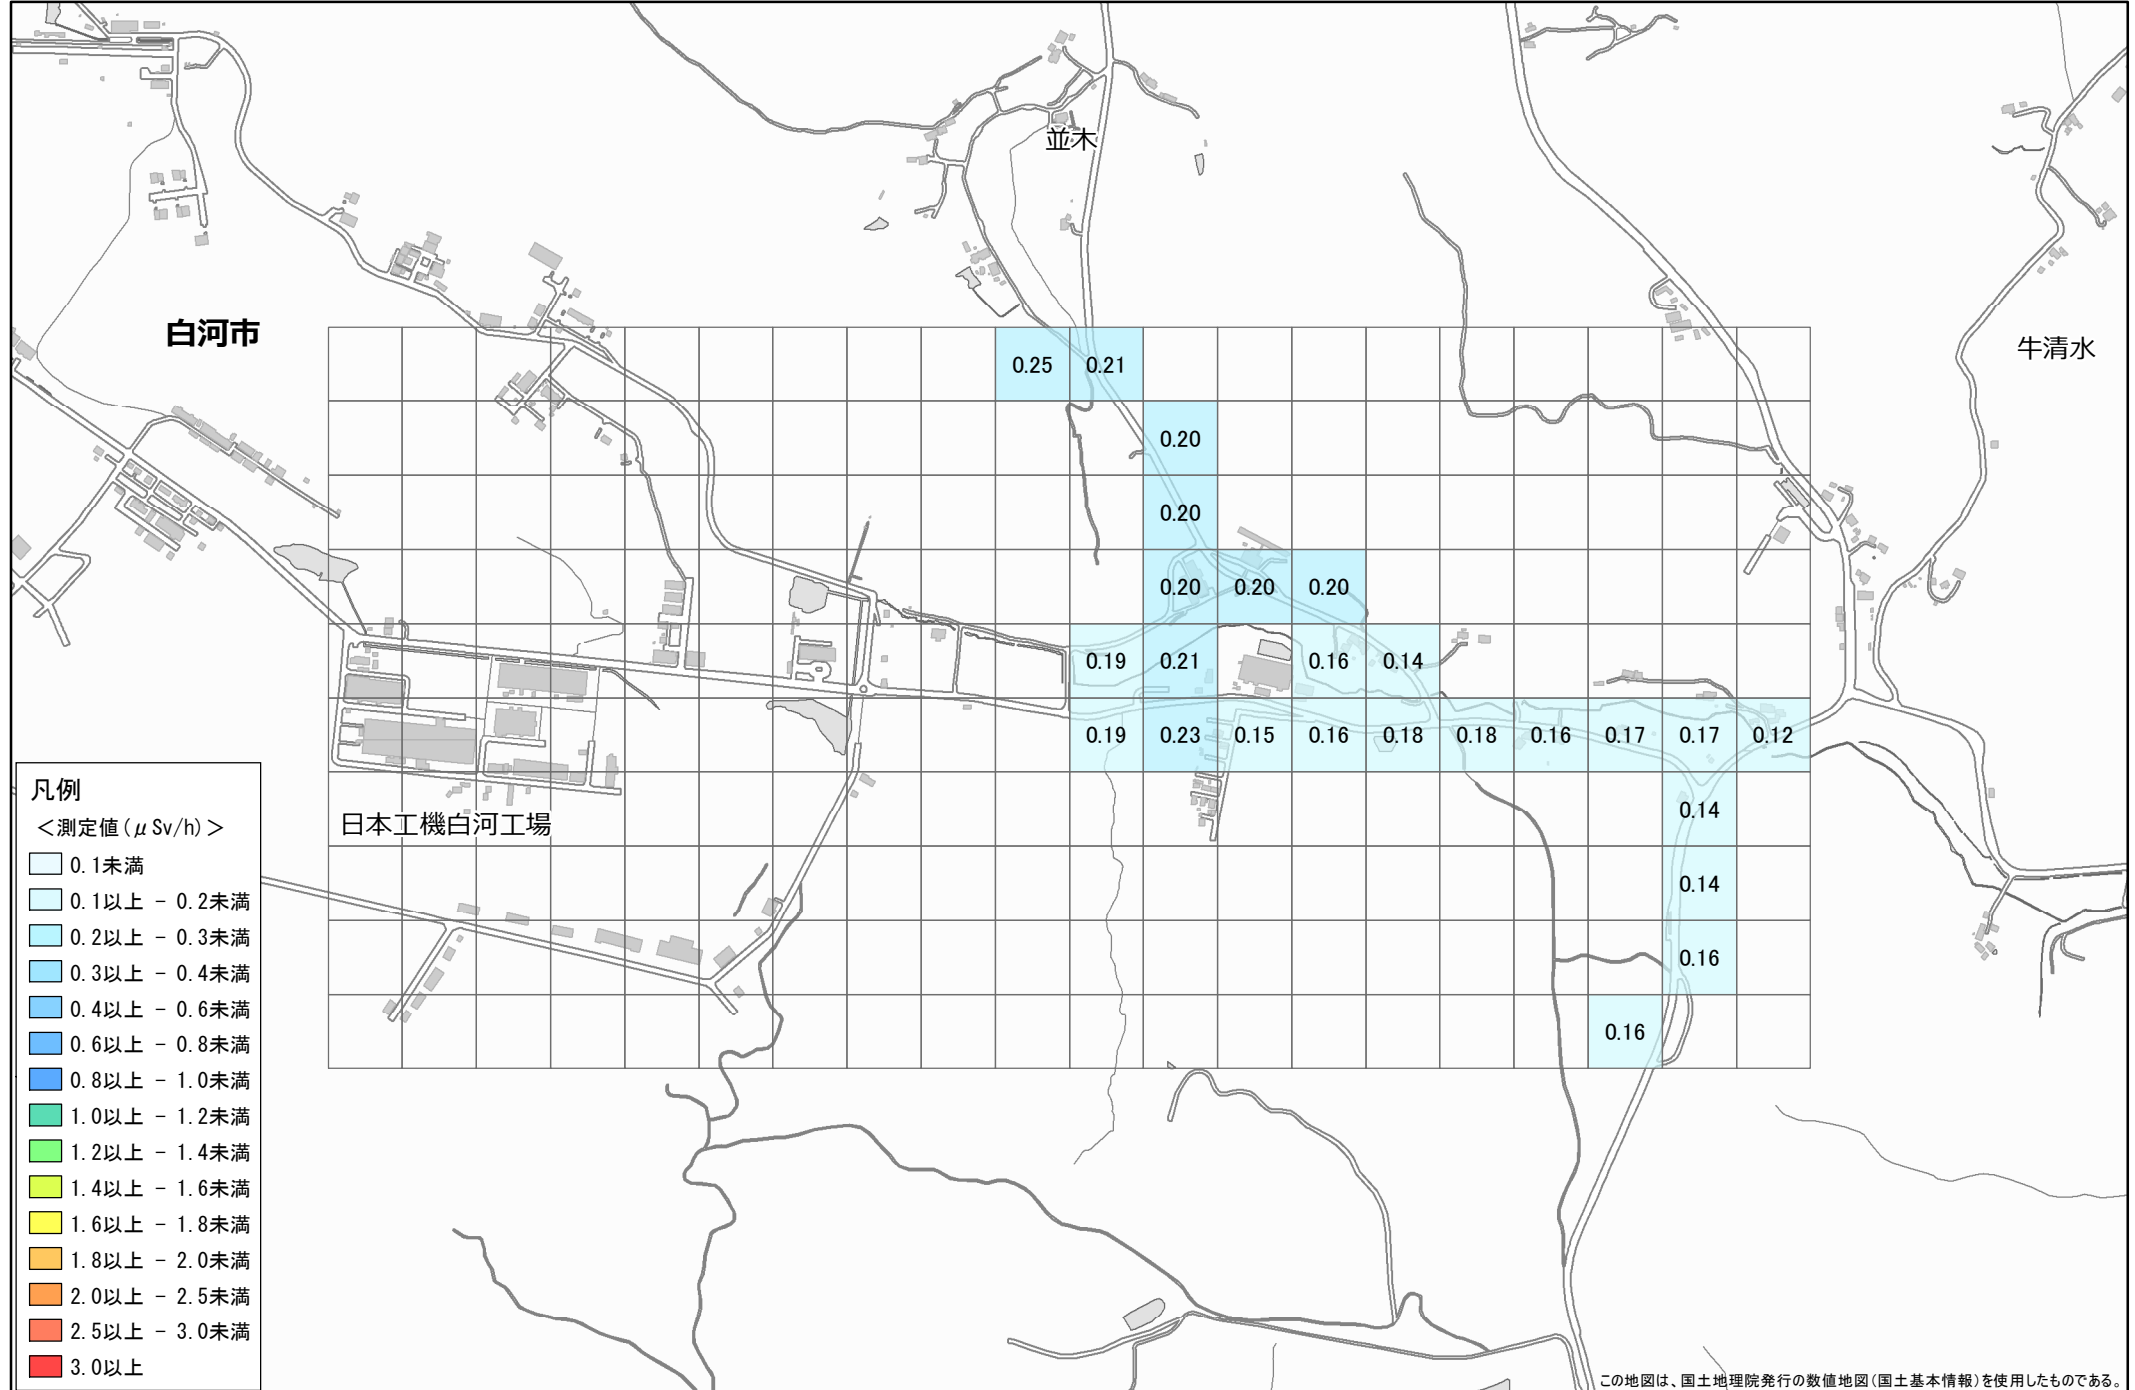 並木
白河市
牛清水
0.25 0.21
0.20
0.20
0.20 0.20 0.20
0.19 0.21 0.16 0.14
0.19 0.23 0.15 0.16 0.18 0.18 0.16 0.17 0.17 0.12
0.14
0.14
0.16
0.16
日本工機白河工場
凡例
＜測定値(μSv/h)＞
0.1未満
0.1以上 - 0.2未満
0.2以上 - 0.3未満
0.3以上 - 0.4未満
0.4以上 - 0.6未満
0.6以上 - 0.8未満
0.8以上 - 1.0未満
1.0以上 - 1.2未満
1.2以上 - 1.4未満
1.4以上 - 1.6未満
1.6以上 - 1.8未満
1.8以上 - 2.0未満
2.0以上 - 2.5未満
2.5以上 - 3.0未満
3.0以上
この地図は、国土地理院発行の数値地図(国土基本情報)を使用したものである。